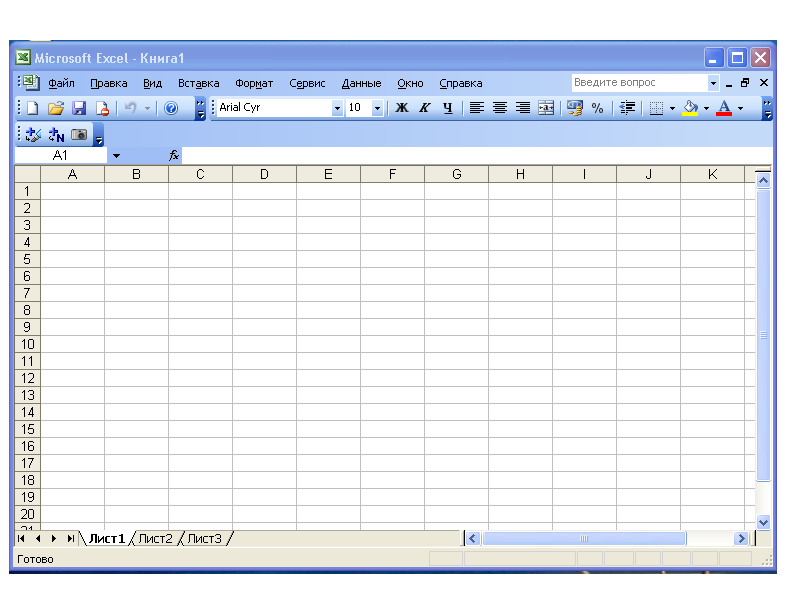 Microsoft Excel - Книга1
Файл Правка Вид Вставка Формат Сервис Данные Окно Справка Введите вопрос
Arial Cyr 10 Ж К Ч % A
N
A1 fx
A B C D E F G H I J K
1
2
3
4
5
6
7
8
9
10
11
12
13
14
15
16
17
18
19
20
21
Лист1 Лист2 Лист3
Готово